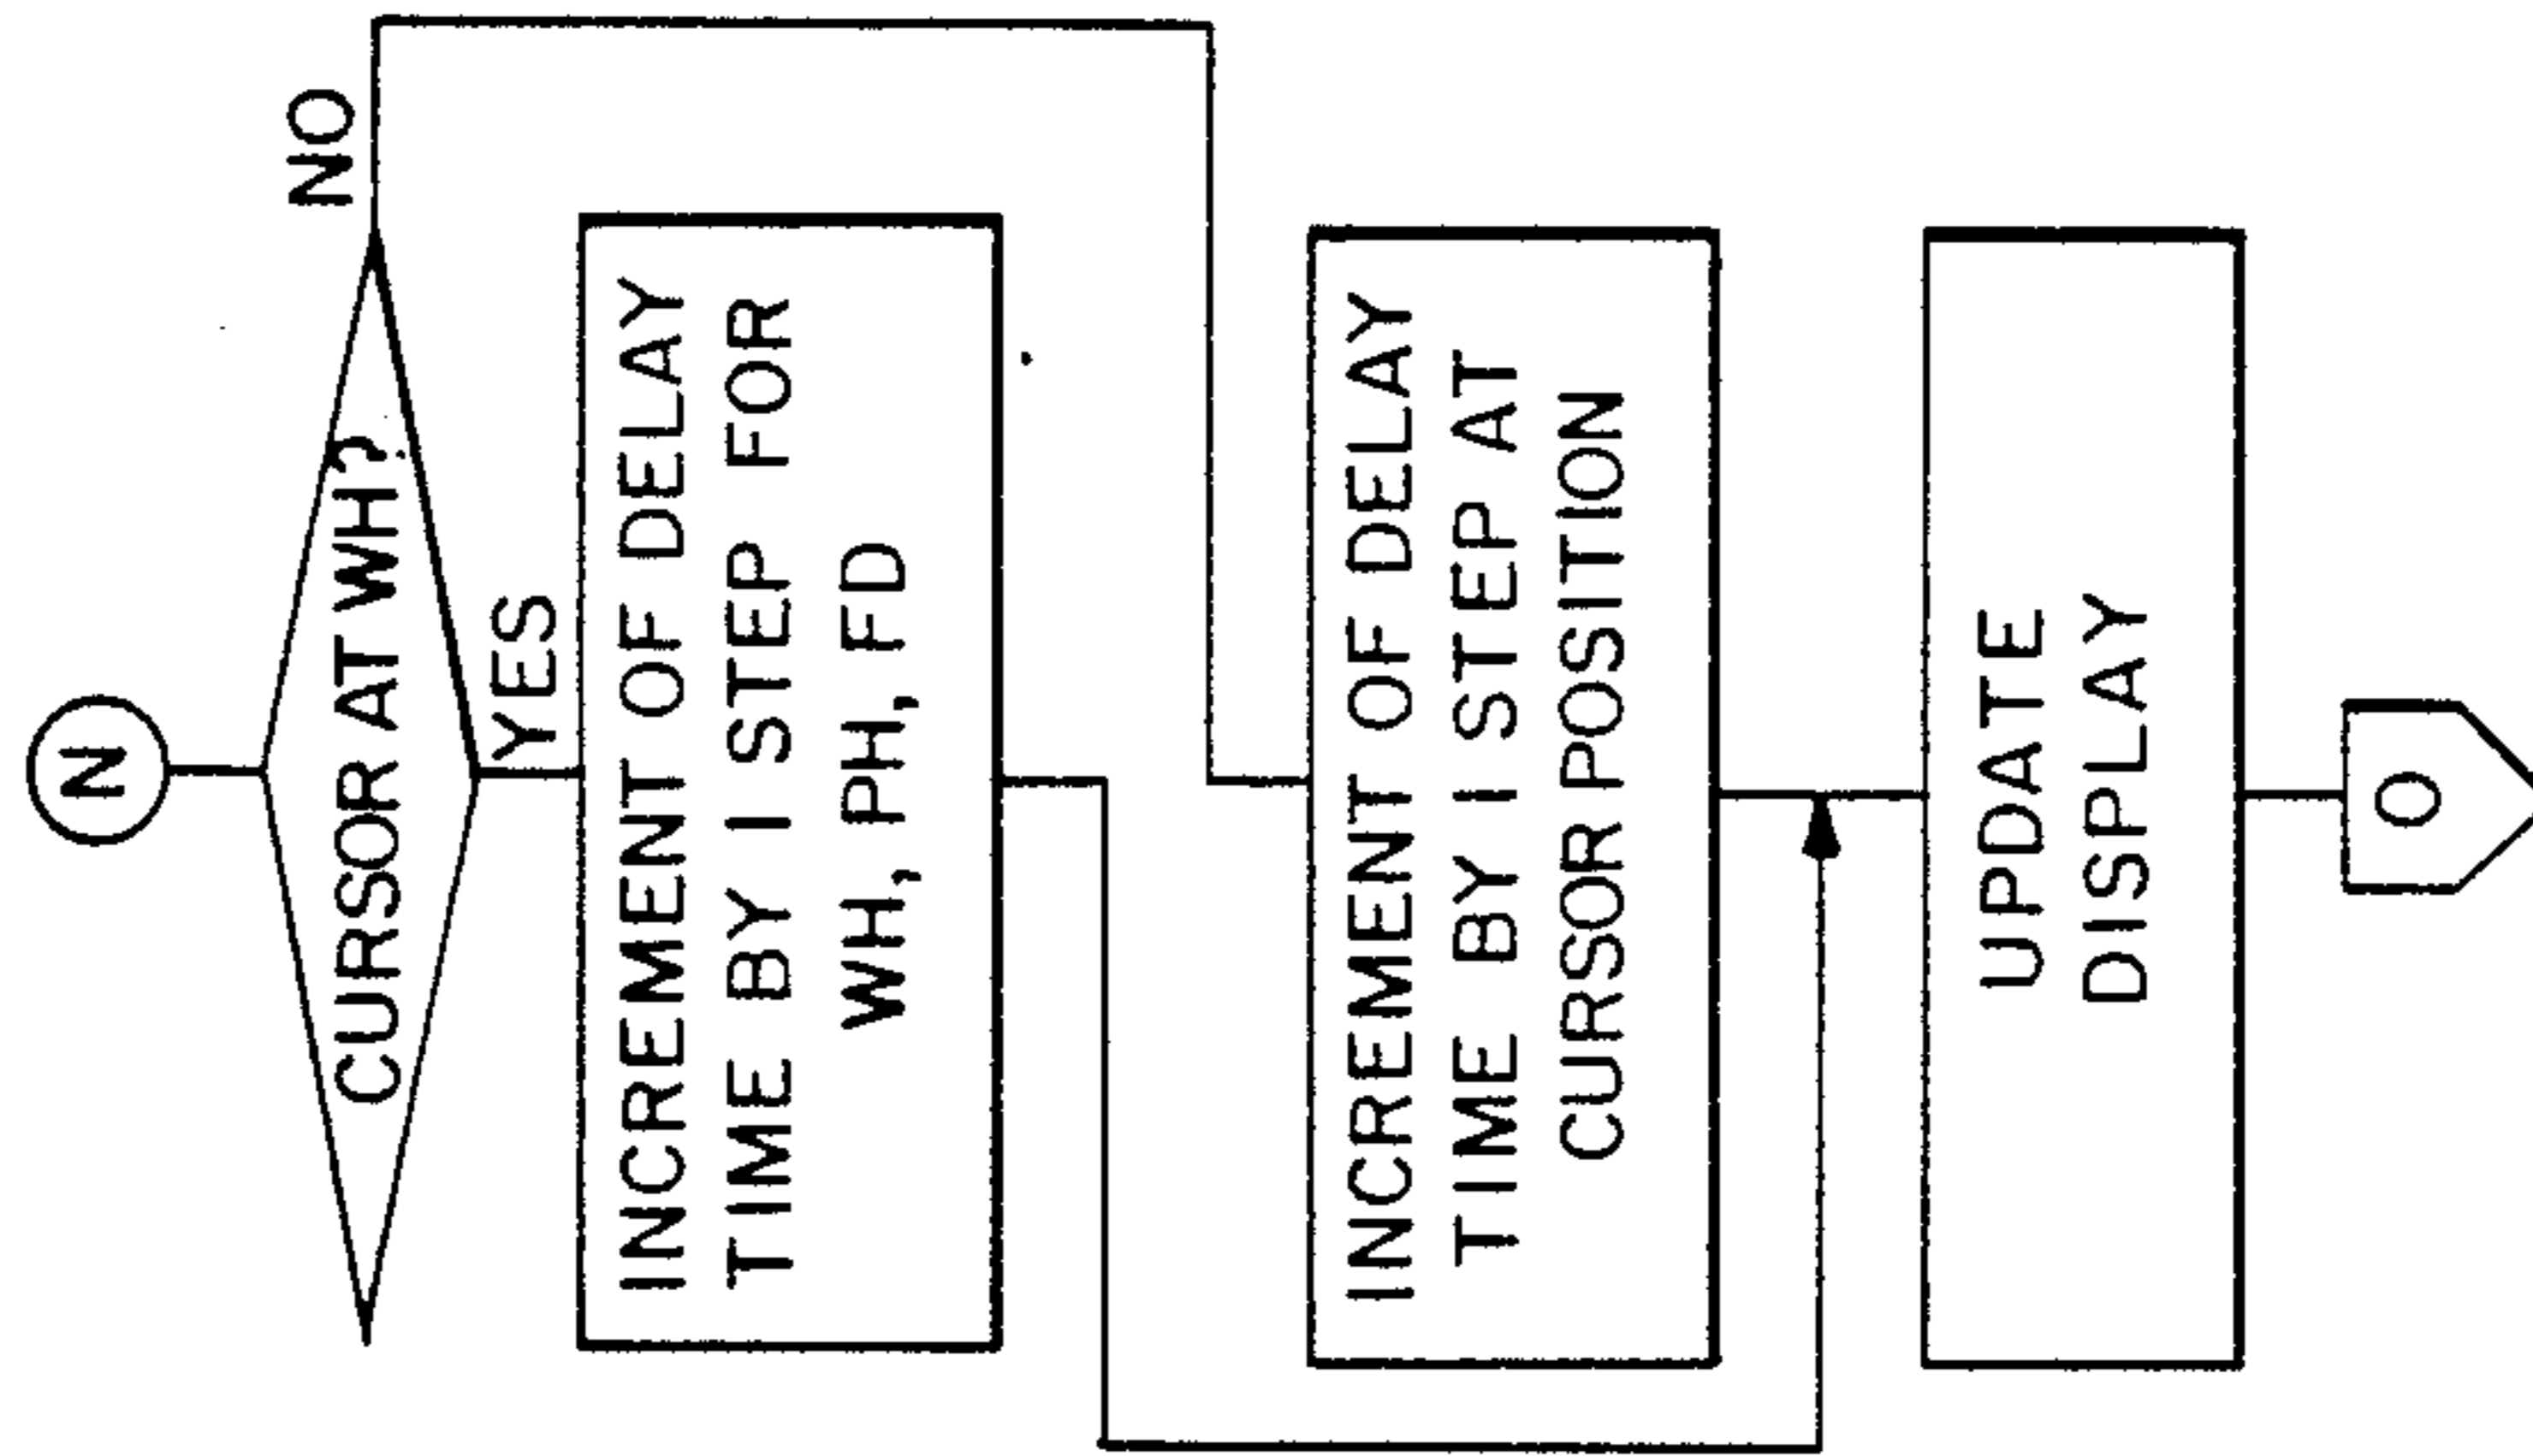 N
CURSOR AT WH?
NO
YES
INCREMENT OF DELAY
TIME BY I STEP FOR
WH, PH, FD
INCREMENT OF DELAY
TIME BY I STEP AT
CURSOR POSITION
UPDATE
DISPLAY
O